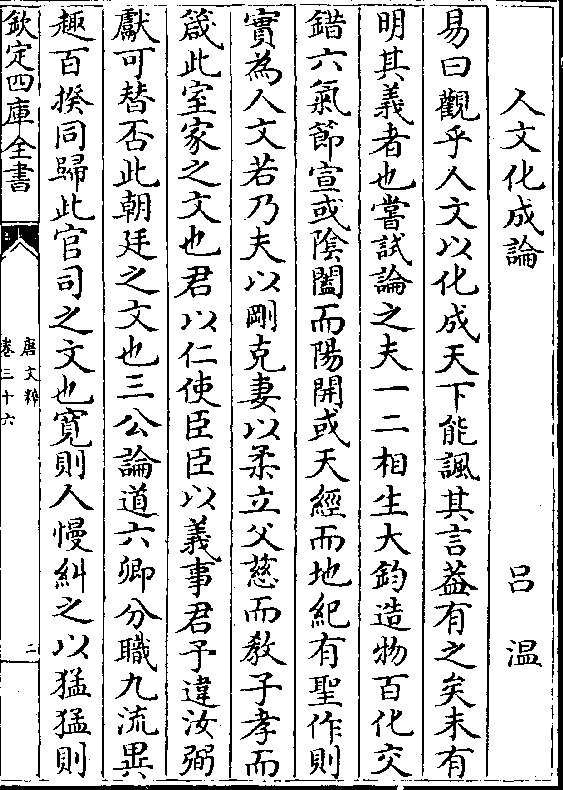 人文化成論 呂溫
易曰觀乎人文以化成天下能諷其言葢有之矣未有
明其義者也嘗試論之夫一二相生大鈞造物百化交
錯六氣節宣或陰闔而陽開或天經而地紀有聖作則
實為人文若乃夫以剛克妻以柔立父慈而教子孝而
箴此室家之文也君以仁使臣臣以義事君予違汝弼
獻可替否此朝廷之文也三公論道六卿分職九流異
趣百揆同歸此官司之文也寛則人慢糾之以猛猛則
欽定四庫全書
唐文粹
卷三十六
二